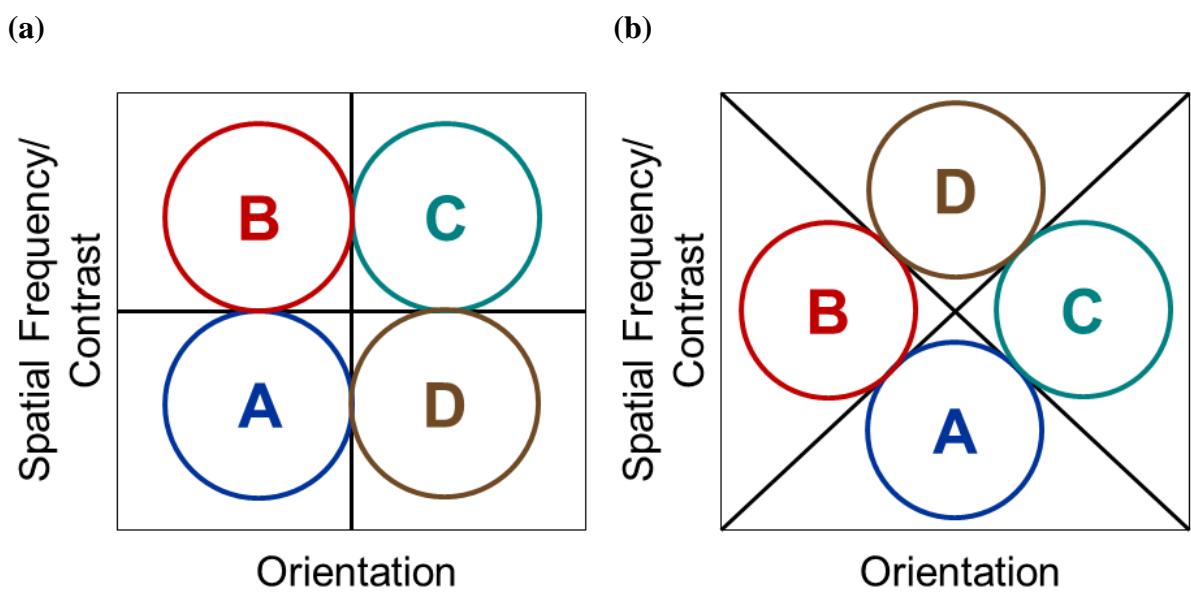 (a)
Spatial Frequency/
Contrast
B
C
A
D
Orientation
(b)
Spatial Frequency/
Contrast
D
B
C
A
Orientation